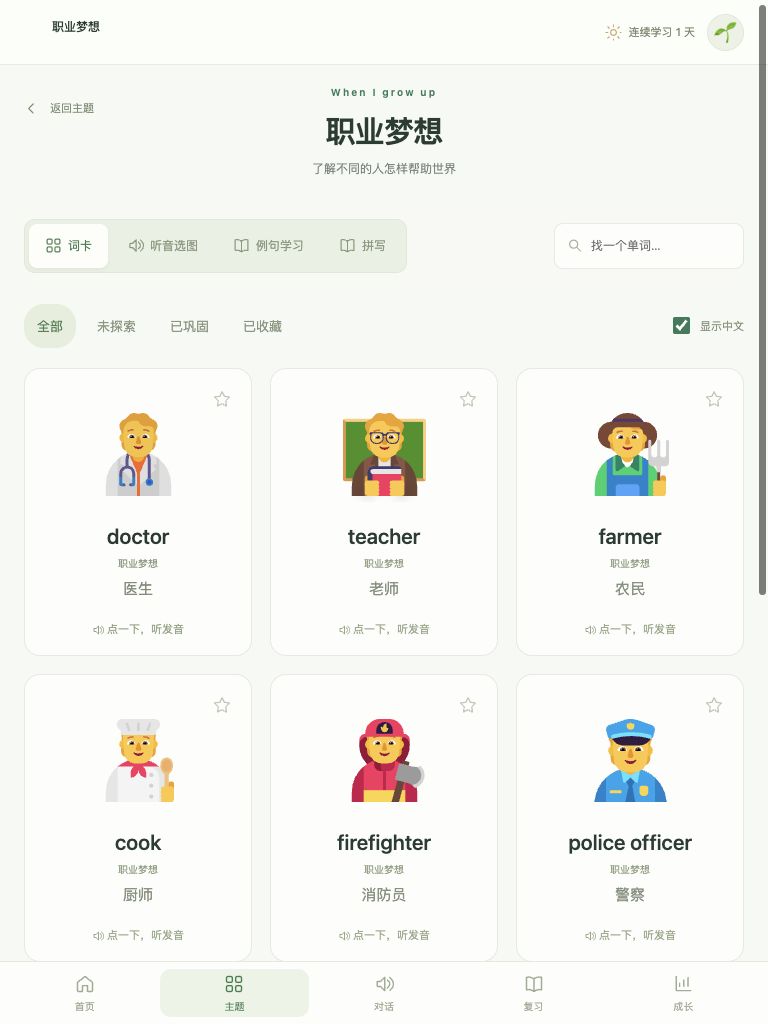 职业梦想
连续学习 1 天
返回主题
When I grow up
职业梦想
了解不同的人怎样帮助世界
词卡
听音选图
例句学习
拼写
找一个单词...
全部
未探索
已巩固
已收藏
显示中文
doctor
职业梦想
医生
点一下，听发音
teacher
职业梦想
老师
点一下，听发音
farmer
职业梦想
农民
点一下，听发音
cook
职业梦想
厨师
点一下，听发音
firefighter
职业梦想
消防员
点一下，听发音
police officer
职业梦想
警察
点一下，听发音
首页
主题
对话
复习
成长